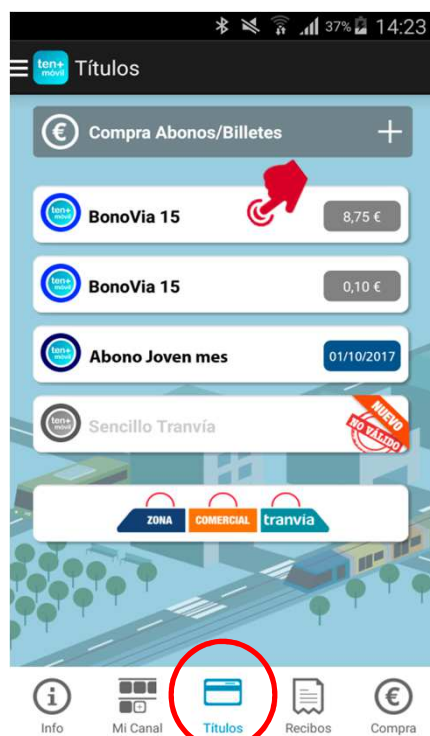 37% 14:23
ten+ móvil Títulos
€ Compra Abonos/Billetes +
ten+ móvil BonoVia 15 8,75 €
ten+ móvil BonoVia 15 0,10 €
ten+ móvil Abono Joven mes 01/10/2017
ten+ móvil Sencillo Tranvía NUEVO NO VÁLIDO
ZONA COMERCIAL tranvía
i €
Info Mi Canal Títulos Recibos Compra